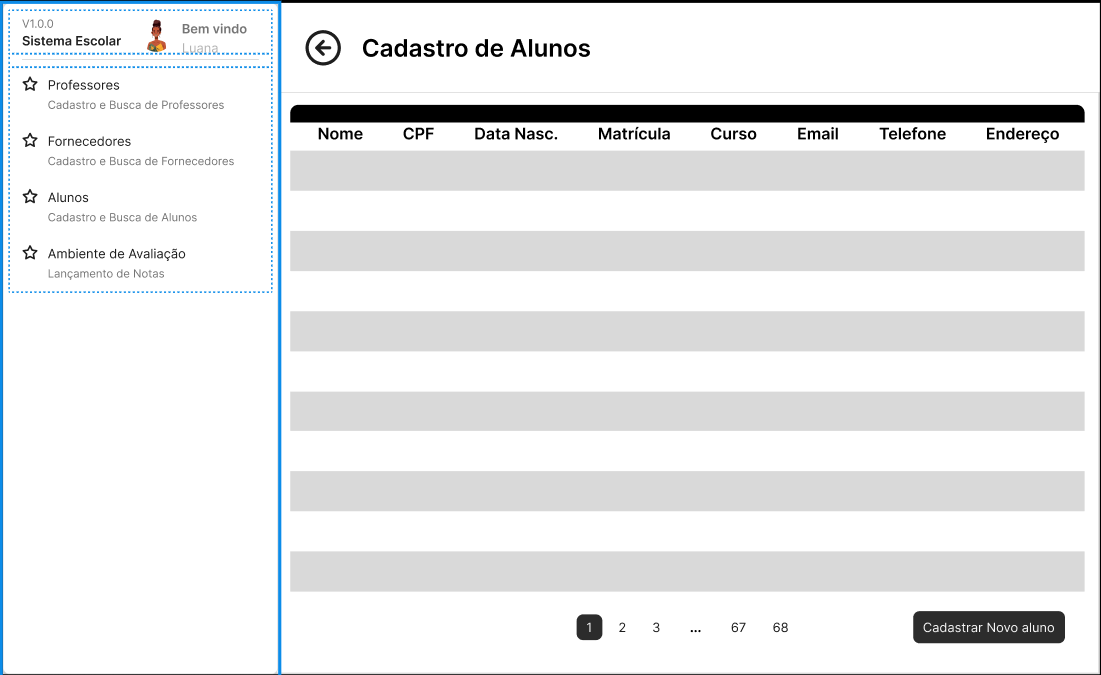 V1.0.0
Sistema Escolar
Bem vindo
Luana
Professores
Cadastro e Busca de Professores
Fornecedores
Cadastro e Busca de Fornecedores
Alunos
Cadastro e Busca de Alunos
Ambiente de Avaliação
Lançamento de Notas
Cadastro de Alunos
Nome CPF Data Nasc. Matrícula Curso Email Telefone Endereço
1 2 3 ... 67 68
Cadastrar Novo aluno